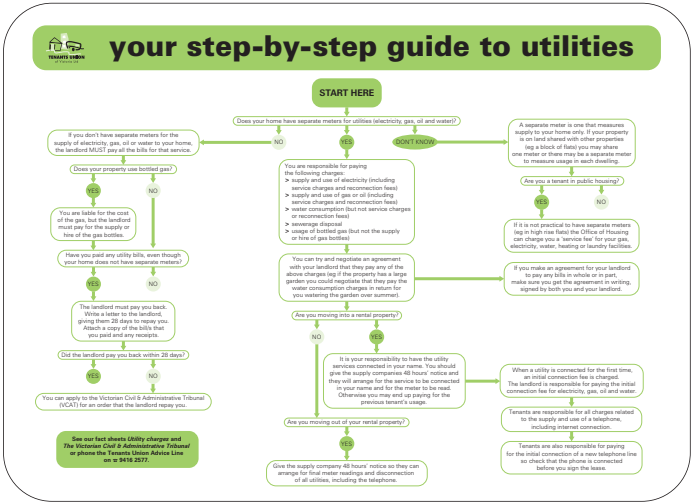 TENANTS UNION
of Victoria Ltd
your step-by-step guide to utilities
START HERE
Does your home have separate meters for utilities (electricity, gas, oil and water)?
NO
YES
DON'T KNOW
If you don't have separate meters for the
supply of electricity, gas, oil or water to your home,
the landlord MUST pay all the bills for that service.
Does your property use bottled gas?
YES
NO
You are liable for the cost
of the gas, but the landlord
must pay for the supply or
hire of the gas bottles.
Have you paid any utility bills, even though
your home does not have separate meters?
YES
NO
The landlord must pay you back.
Write a letter to the landlord,
giving them 28 days to repay you.
Attach a copy of the bill/s that
you paid and any receipts.
Did the landlord pay you back within 28 days?
YES
NO
You can apply to the Victorian Civil & Administrative Tribunal
(VCAT) for an order that the landlord repay you.
See our fact sheets Utility charges and
The Victorian Civil & Administrative Tribunal
or phone the Tenants Union Advice Line
on ☎ 9416 2577.
You are responsible for paying
the following charges:
> supply and use of electricity (including
service charges and reconnection fees)
> supply and use of gas or oil (including
service charges and reconnection fees)
> water consumption (but not service charges
or reconnection fees)
> sewerage disposal
> usage of bottled gas (but not the supply
or hire of gas bottles)
You can try and negotiate an agreement
with your landlord that they pay any of the
above charges (eg if the property has a large
garden you could negotiate that they pay the
water consumption charges in return for
you watering the garden over summer).
Are you moving into a rental property?
NO
YES
It is your responsibility to have the utility
services connected in your name. You should
give the supply companies 48 hours' notice and
they will arrange for the service to be connected
in your name and for the meter to be read.
Otherwise you may end up paying for the
previous tenant's usage.
Are you moving out of your rental property?
YES
Give the supply company 48 hours' notice so they can
arrange for final meter readings and disconnection
of all utilities, including the telephone.
A separate meter is one that measures
supply to your home only. If your property
is on land shared with other properties
(eg a block of flats) you may share
one meter or there may be a separate meter
to measure usage in each dwelling.
Are you a tenant in public housing?
YES
NO
If it is not practical to have separate meters
(eg in high rise flats) the Office of Housing
can charge you a 'service fee' for your gas,
electricity, water, heating or laundry facilities.
If you make an agreement for your landlord
to pay any bills in whole or in part,
make sure you get the agreement in writing,
signed by both you and your landlord.
When a utility is connected for the first time,
an initial connection fee is charged.
The landlord is responsible for paying the initial
connection fee for electricity, gas, oil and water.
Tenants are responsible for all charges related
to the supply and use of a telephone,
including internet connection.
Tenants are also responsible for paying
for the initial connection of a new telephone line
so check that the phone is connected
before you sign the lease.